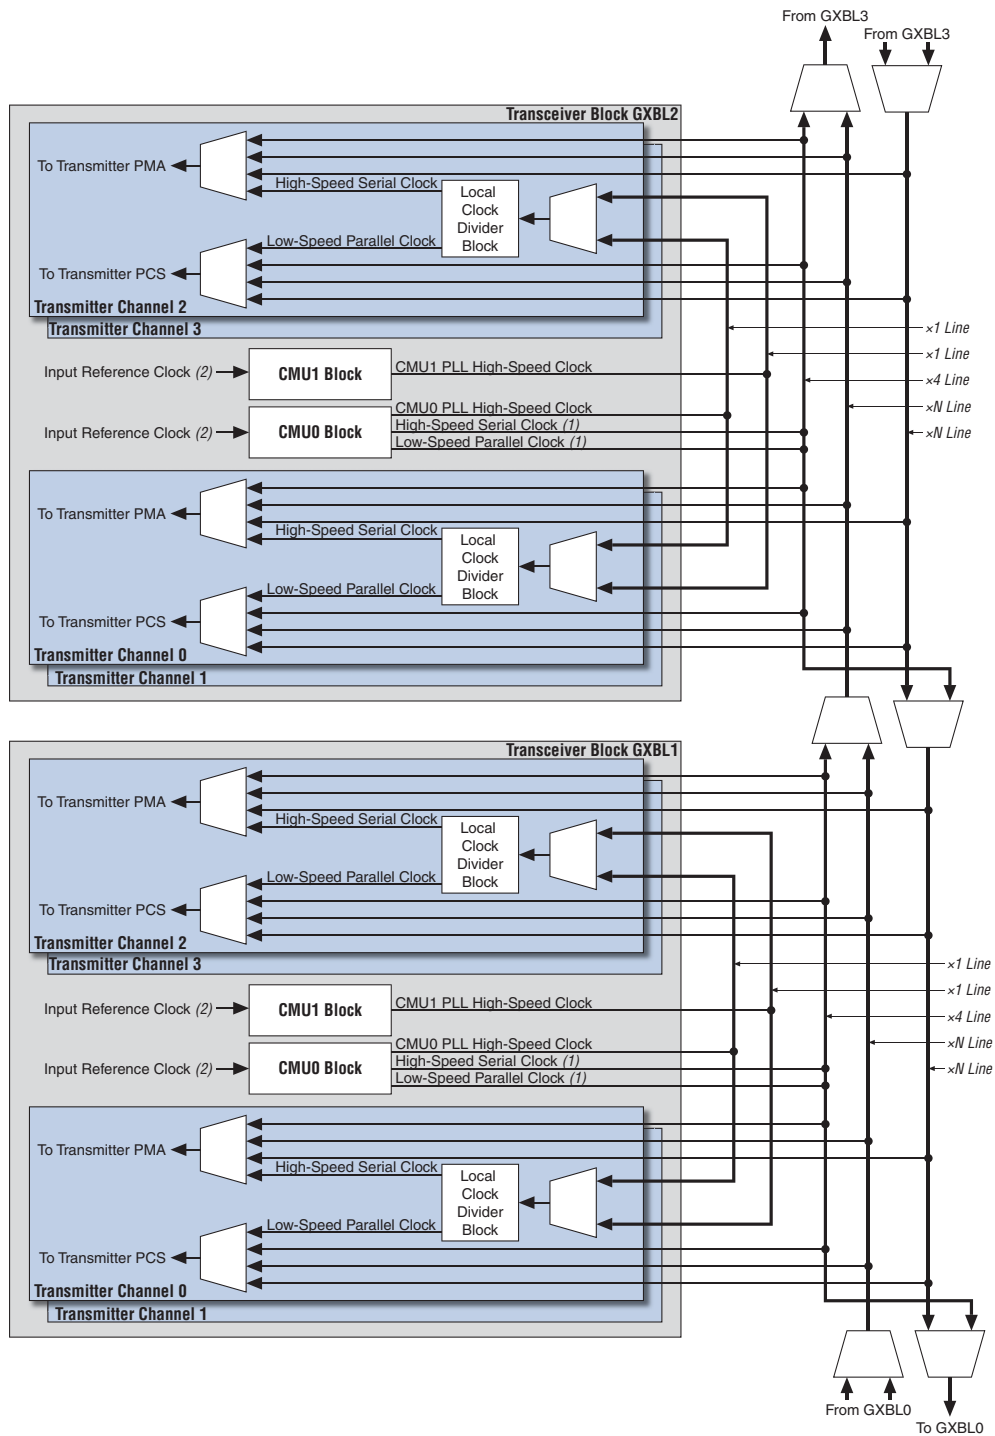 From GXBL3
From GXBL3
Transceiver Block GXBL2
To Transmitter PMA
High-Speed Serial Clock
Local
Clock
Divider
Block
Low-Speed Parallel Clock
To Transmitter PCS
Transmitter Channel 2
Transmitter Channel 3
×1 Line
×1 Line
×4 Line
×N Line
×N Line
Input Reference Clock (2)
CMU1 Block
CMU1 PLL High-Speed Clock
Input Reference Clock (2)
CMU0 Block
CMU0 PLL High-Speed Clock
High-Speed Serial Clock (1)
Low-Speed Parallel Clock (1)
To Transmitter PMA
High-Speed Serial Clock
Local
Clock
Divider
Block
Low-Speed Parallel Clock
To Transmitter PCS
Transmitter Channel 0
Transmitter Channel 1
Transceiver Block GXBL1
To Transmitter PMA
High-Speed Serial Clock
Local
Clock
Divider
Block
Low-Speed Parallel Clock
To Transmitter PCS
Transmitter Channel 2
Transmitter Channel 3
×1 Line
×1 Line
×4 Line
×N Line
×N Line
Input Reference Clock (2)
CMU1 Block
CMU1 PLL High-Speed Clock
Input Reference Clock (2)
CMU0 Block
CMU0 PLL High-Speed Clock
High-Speed Serial Clock (1)
Low-Speed Parallel Clock (1)
To Transmitter PMA
High-Speed Serial Clock
Local
Clock
Divider
Block
Low-Speed Parallel Clock
To Transmitter PCS
Transmitter Channel 0
Transmitter Channel 1
From GXBL0
To GXBL0